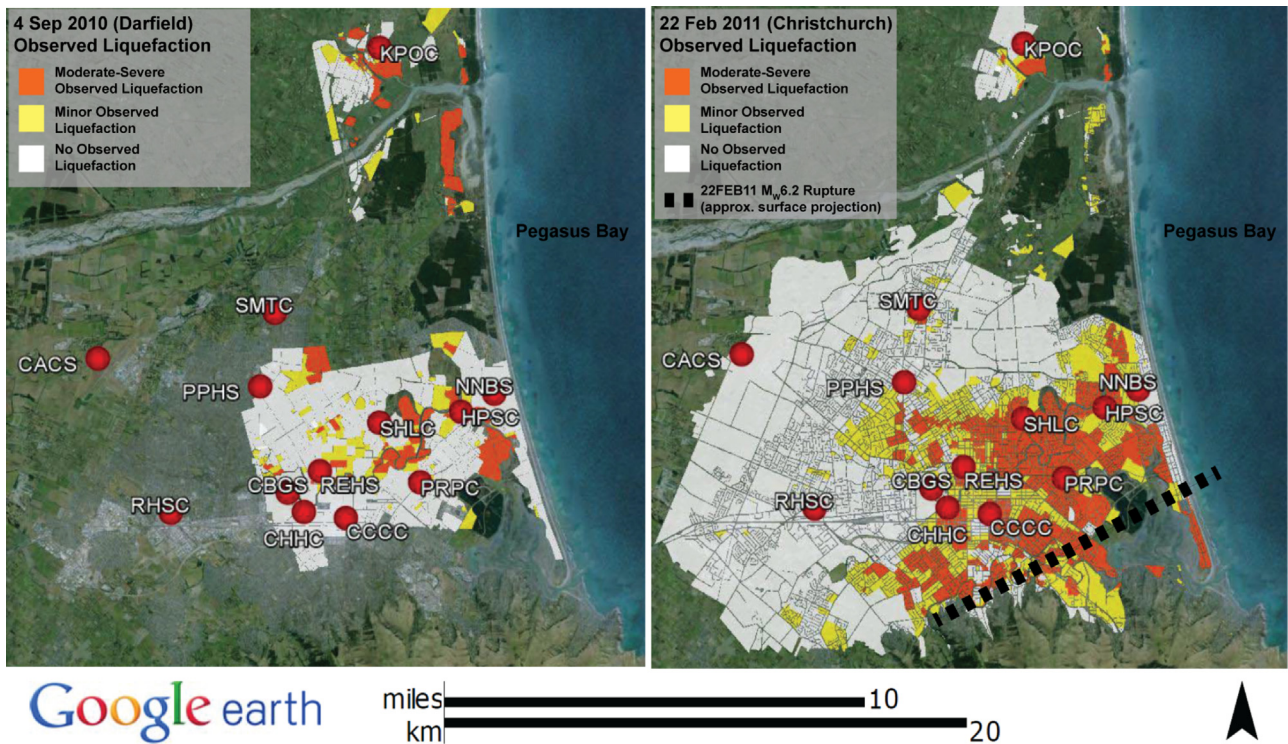 4 Sep 2010 (Darfield)
Observed Liquefaction
Moderate-Severe
Observed Liquefaction
Minor Observed
Liquefaction
No Observed
Liquefaction
KPOC
Pegasus Bay
SMTC
CACS
PPHS
NNBS
HPSC
SHLC
CBGS
REHS
PRPC
RHSC
CHHC
CCCC
22 Feb 2011 (Christchurch)
Observed Liquefaction
Moderate-Severe
Observed Liquefaction
Minor Observed
Liquefaction
No Observed
Liquefaction
22FEB11 MW6.2 Rupture
(approx. surface projection)
KPOC
Pegasus Bay
SMTC
CACS
PPHS
NNBS
HPSC
SHLC
CBGS
REHS
PRPC
RHSC
CHHC
CCCC
Google earth
miles 10
km 20